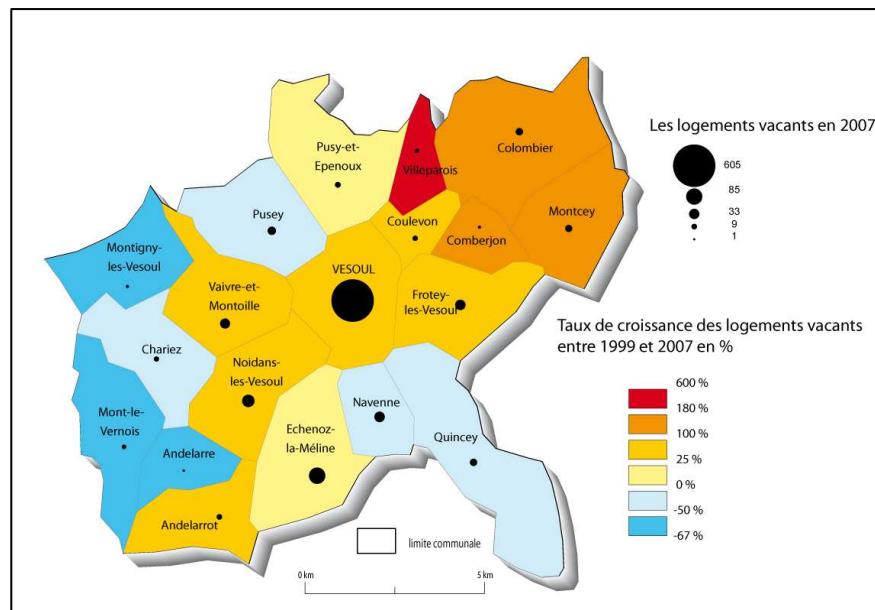 Les logements vacants en 2007
605
85
33
9
1
Pusy-et-
Epenoux
Villeparois
Colombier
Pusey
Coulevon
Comberjon
Montcey
Montigny-
les-Vesoul
Vaivre-et-
Montoille
VESOUL
Frotey-
les-Vesoul
Chariez
Noidans-
les-Vesoul
Navenne
Mont-le-
Vernois
Andelarre
Echenoz-
la-Méline
Quincey
Andelarrot
Taux de croissance des logements vacants
entre 1999 et 2007 en %
600 %
180 %
100 %
25 %
0 %
-50 %
-67 %
limite communale
0 km
5 km